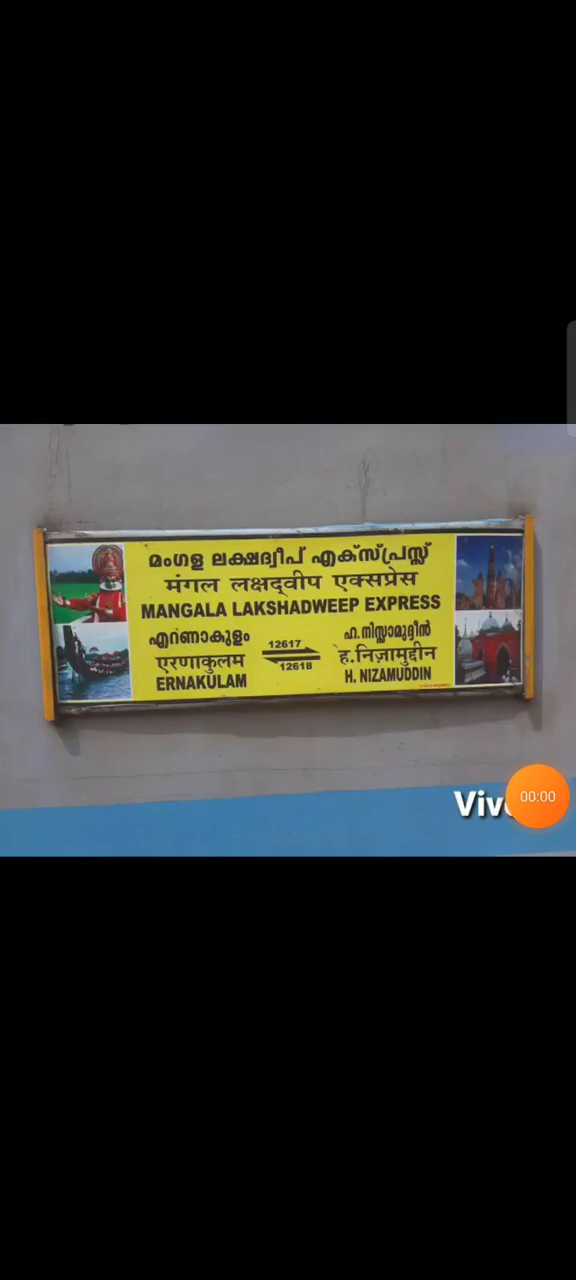 മംഗള ലക്ഷദ്വീപ് എക്സ്പ്രസ്സ്
मंगल लक्षद्वीप एक्सप्रेस
MANGALA LAKSHADWEEP EXPRESS
എറണാകുളം 12617 ഹ.നിസ്സാമുദ്ദീൻ
एरणाकुलम 12618 ह.निज़ामुद्दीन
ERNAKULAM H. NIZAMUDDIN
00:00